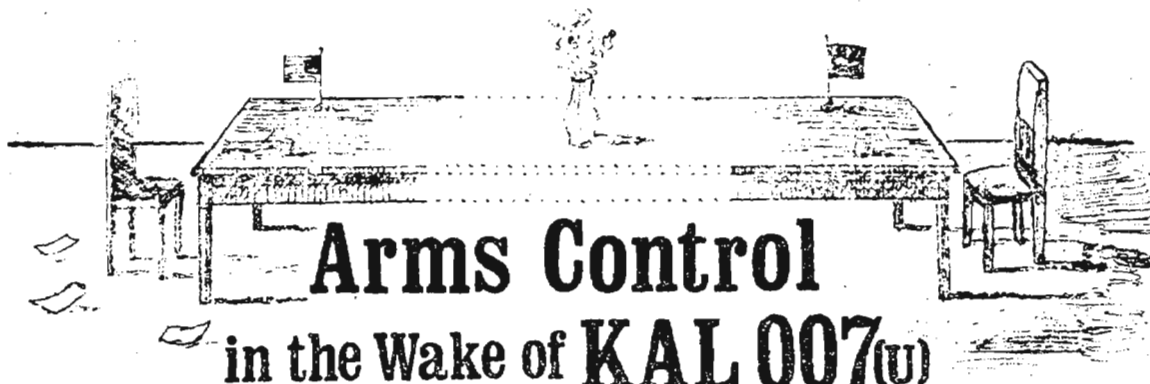 Arms Control
in the Wake of KAL 007(U)